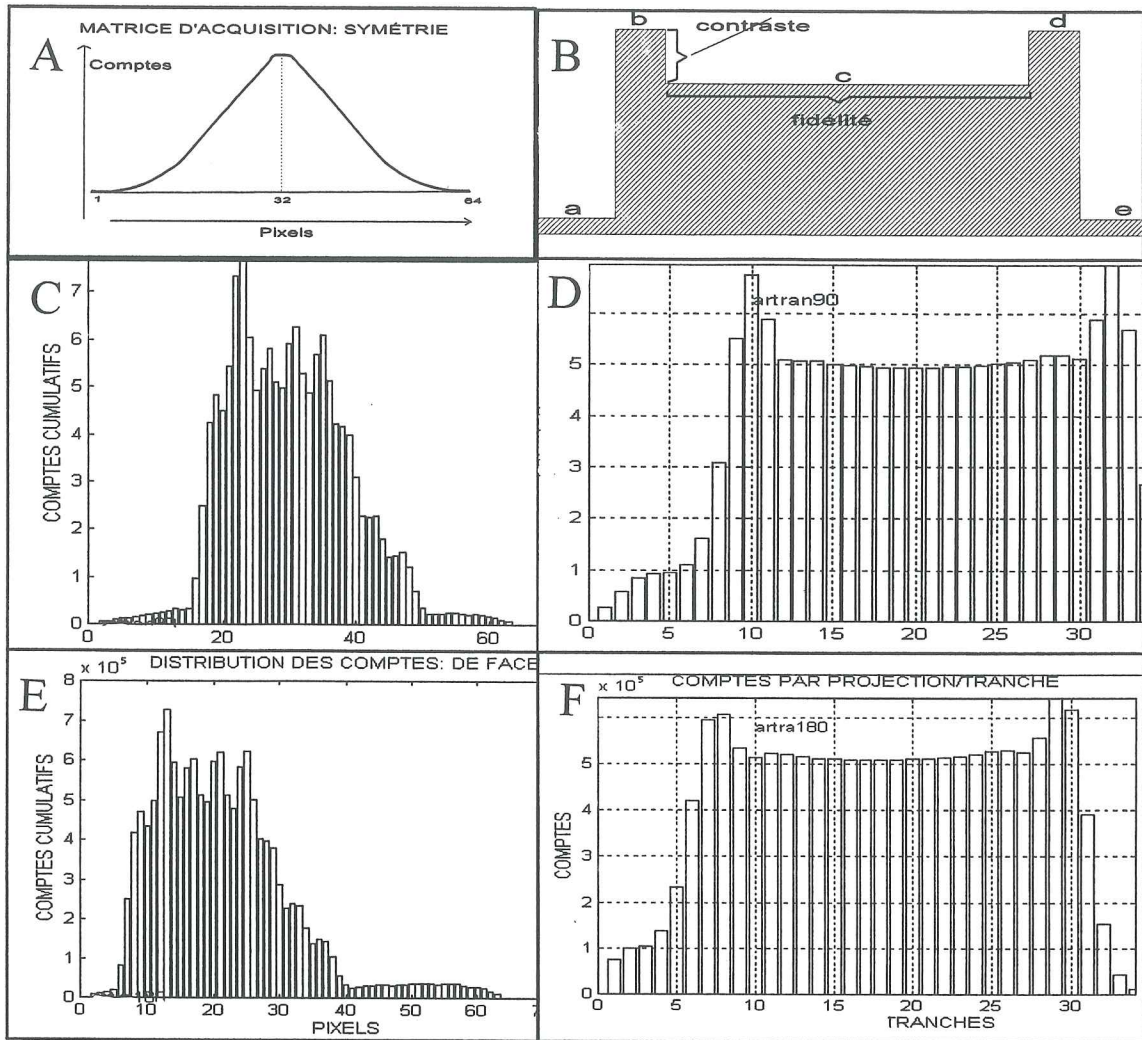 A
MATRICE D'ACQUISITION: SYMÉTRIE
Comptes
1 32 64
Pixels
B
b
contraste
d
c
fidélité
a
e
C
COMPTES CUMULATIFS
7
6
5
4
3
2
1
0
0 20 40 60
D
artran90
5
4
3
2
1
0
0 5 10 15 20 25 30
E
x 10⁵
DISTRIBUTION DES COMPTES: DE FACE
COMPTES CUMULATIFS
8
7
6
5
4
3
2
1
0
0 10 20 30 40 50 60 7
PIXELS
F
x 10⁵
COMPTES PAR PROJECTION/TRANCHE
artra180
COMPTES
5
4
3
2
1
0
0 5 10 15 20 25 30
TRANCHES